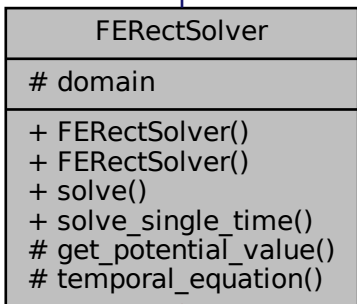 FERectSolver
# domain
+ FERectSolver()
+ FERectSolver()
+ solve()
+ solve_single_time()
# get_potential_value()
# temporal_equation()